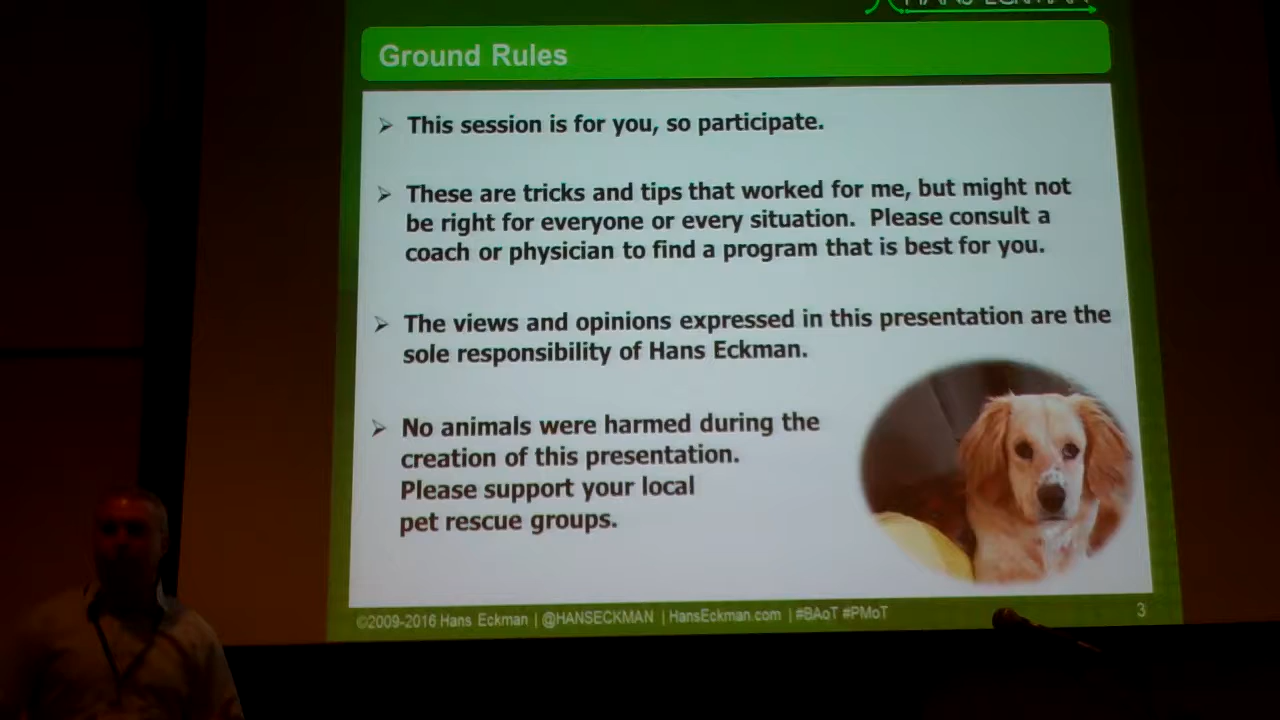 HANS ECKMAN
Ground Rules
This session is for you, so participate.
These are tricks and tips that worked for me, but might not
be right for everyone or every situation. Please consult a
coach or physician to find a program that is best for you.
The views and opinions expressed in this presentation are the
sole responsibility of Hans Eckman.
No animals were harmed during the
creation of this presentation.
Please support your local
pet rescue groups.
©2009-2016 Hans Eckman | @HANSECKMAN | HansEckman.com | #BAoT #PMoT
3